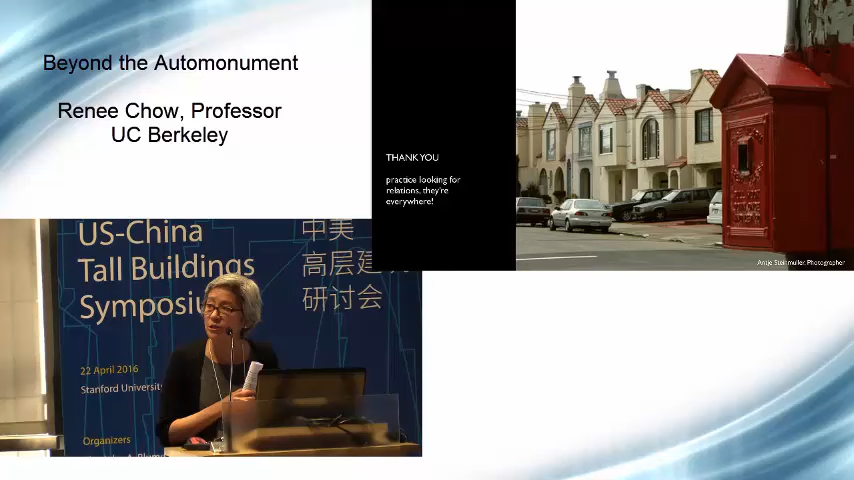 Beyond the Automonument
Renee Chow, Professor
UC Berkeley
THANK YOU
practice looking for
relations, they're
everywhere!
Antje Steinmuller, Photographer
US-China
Tall Buildings
Symposiu
中美
高层建
研讨会
22 April 2016
Stanford University
Organizers